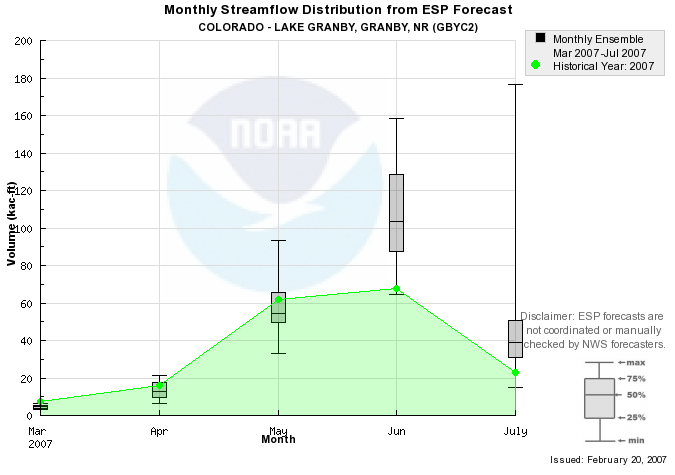 Monthly Streamflow Distribution from ESP Forecast
COLORADO - LAKE GRANBY, GRANBY, NR (GBYC2)
Monthly Ensemble
Mar 2007-Jul 2007
Historical Year: 2007
NOAA
Volume (kac-ft)
200
180
160
140
120
100
80
60
40
20
0
Disclaimer: ESP forecasts are
not coordinated or manually
checked by NWS forecasters.
max
75%
50%
25%
min
Mar Apr May Jun July
2007
Month
Issued: February 20, 2007